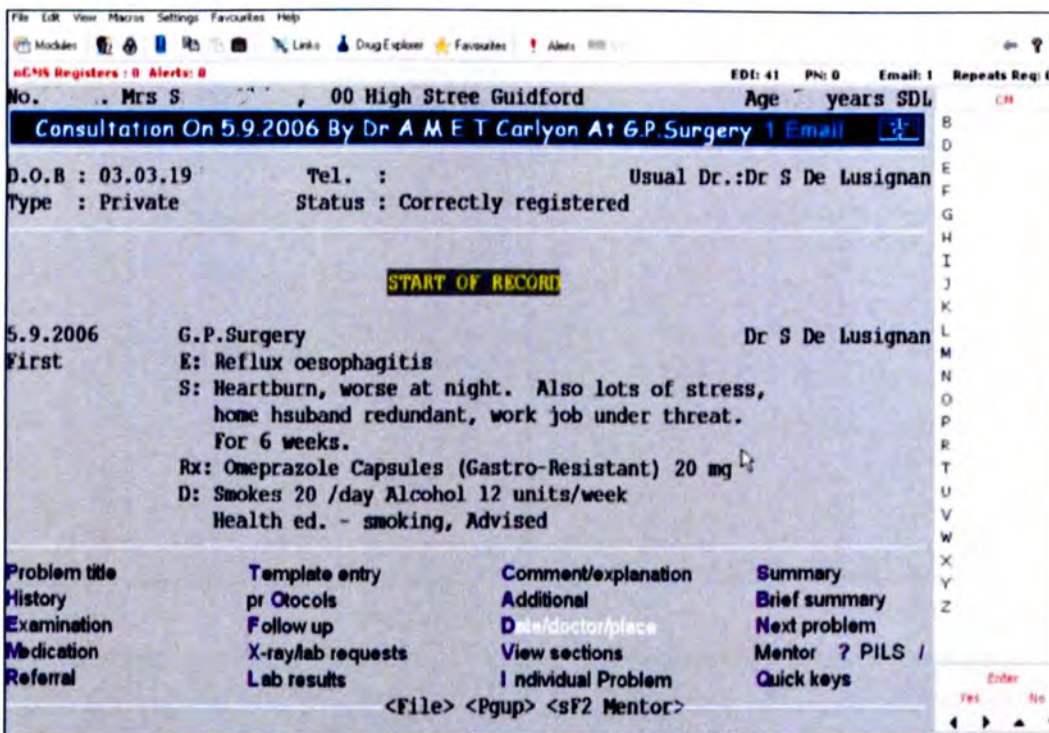 File Edit View Macros Settings Favourites Help
Modules Links Drug Explorer Favourites Alerts
nGMS Registers : 0 Alerts: 0 EDI: 41 PN: 0 Email: 1 Repeats Req:
No. .. Mrs S , 00 High Stree Guidford Age years SDL
Consultation On 5.9.2006 By Dr A M E T Carlyon At G.P.Surgery 1 Email
D.O.B : 03.03.19 Tel. : Usual Dr.:Dr S De Lusignan
Type : Private Status : Correctly registered
START OF RECORD
5.9.2006 G.P.Surgery Dr S De Lusignan
First E: Reflux oesophagitis
S: Heartburn, worse at night. Also lots of stress,
home hsuband redundant, work job under threat.
For 6 weeks.
Rx: Omeprazole Capsules (Gastro-Resistant) 20 mg
D: Smokes 20 /day Alcohol 12 units/week
Health ed. - smoking, Advised
Problem title Template entry Comment/explanation Summary
History pr Otocols Additional Brief summary
Examination Follow up Date/doctor/place Next problem
Medication X-ray/lab requests View sections Mentor ? PILS /
Referral Lab results Individual Problem Quick keys
<File> <Pgup> <sF2 Mentor>
CM
B
D
E
F
G
H
I
J
K
L
M
N
O
P
R
T
U
V
W
X
Y
Z
Enter
Yes No